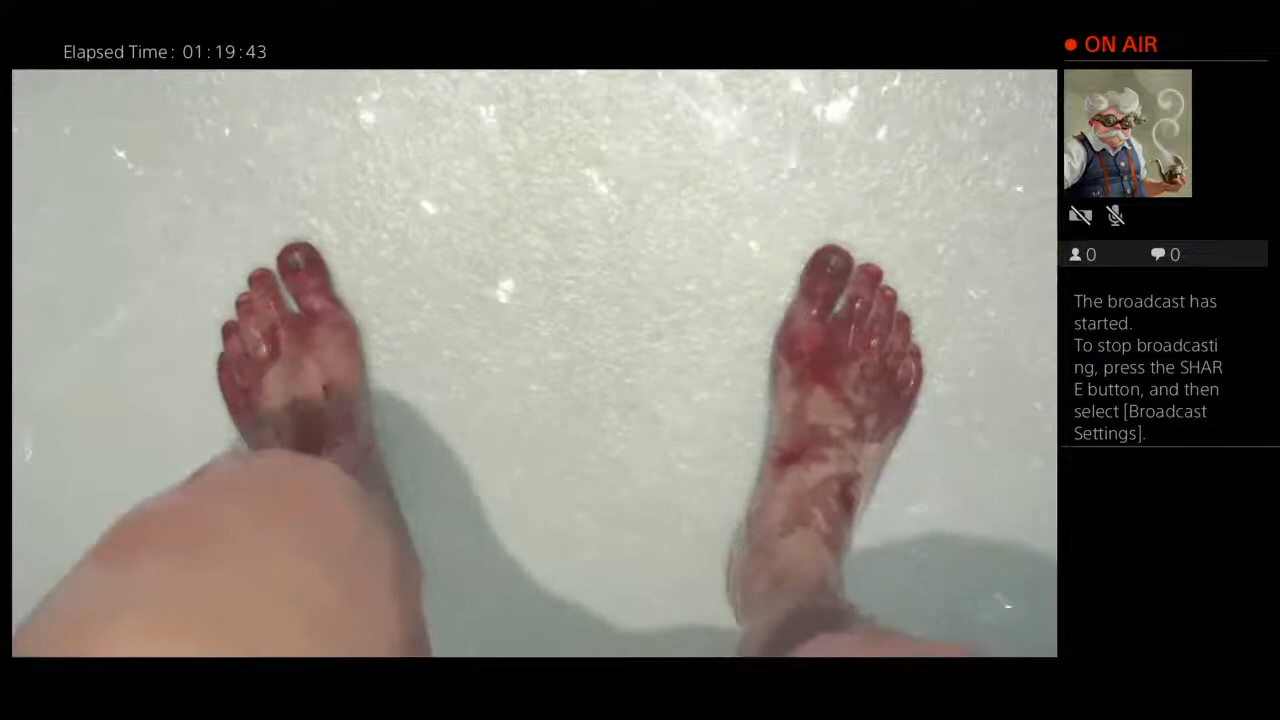 Elapsed Time: 01:19:43
ON AIR
0 0
The broadcast has
started.
To stop broadcasti
ng, press the SHAR
E button, and then
select [Broadcast
Settings].